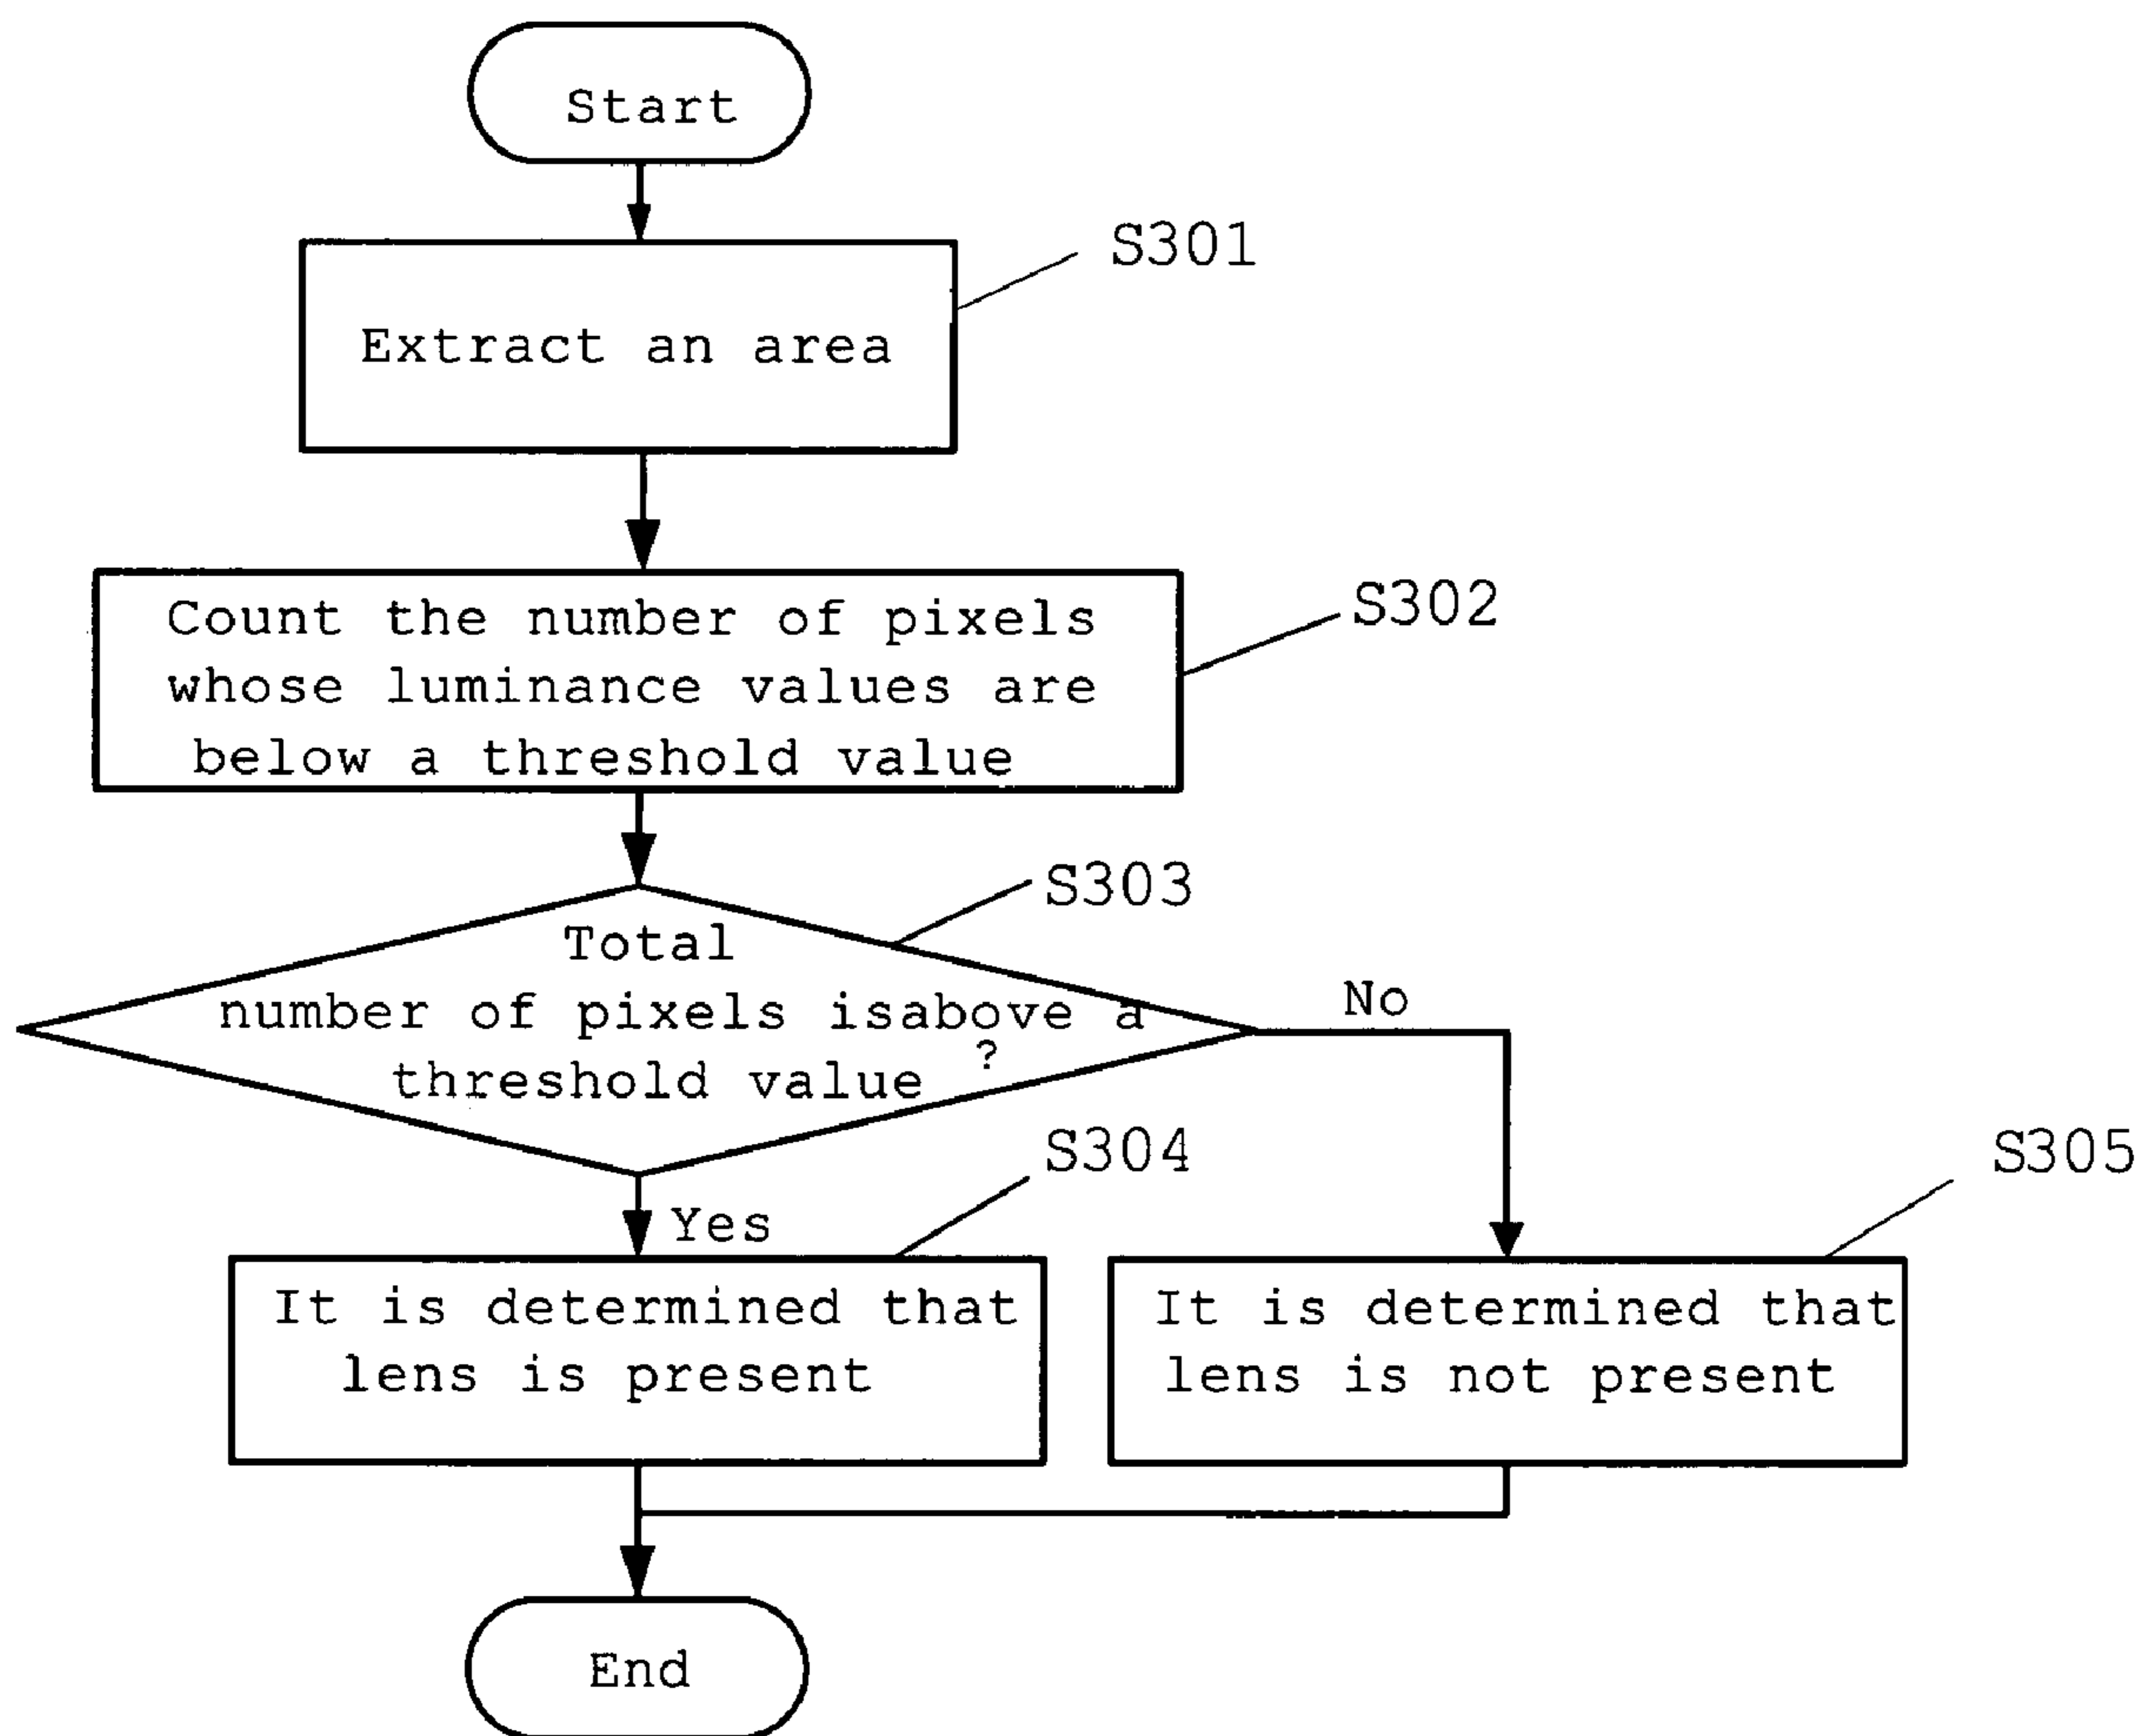 Start
S301
Extract an area
S302
Count the number of pixels
whose luminance values are
below a threshold value
S303
Total
number of pixels isabove a
threshold value ?
No
Yes
S304
It is determined that
lens is present
S305
It is determined that
lens is not present
End